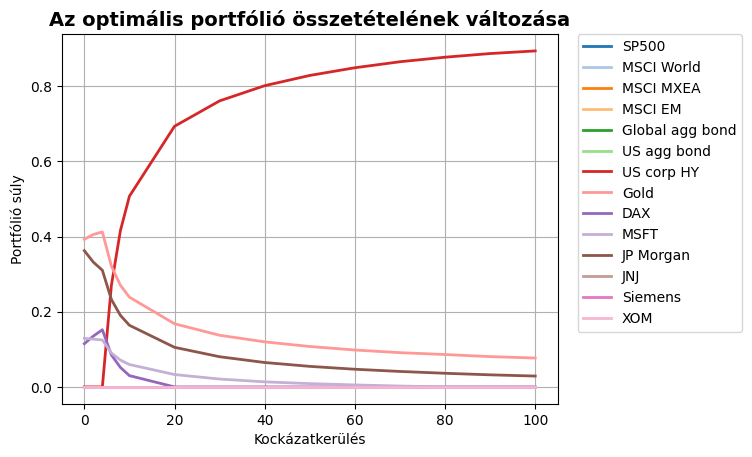 Az optimális portfólió összetételének változása
Portfólió súly
0.8
0.6
0.4
0.2
0.0
0 20 40 60 80 100
Kockázatkerülés
SP500
MSCI World
MSCI MXEA
MSCI EM
Global agg bond
US agg bond
US corp HY
Gold
DAX
MSFT
JP Morgan
JNJ
Siemens
XOM